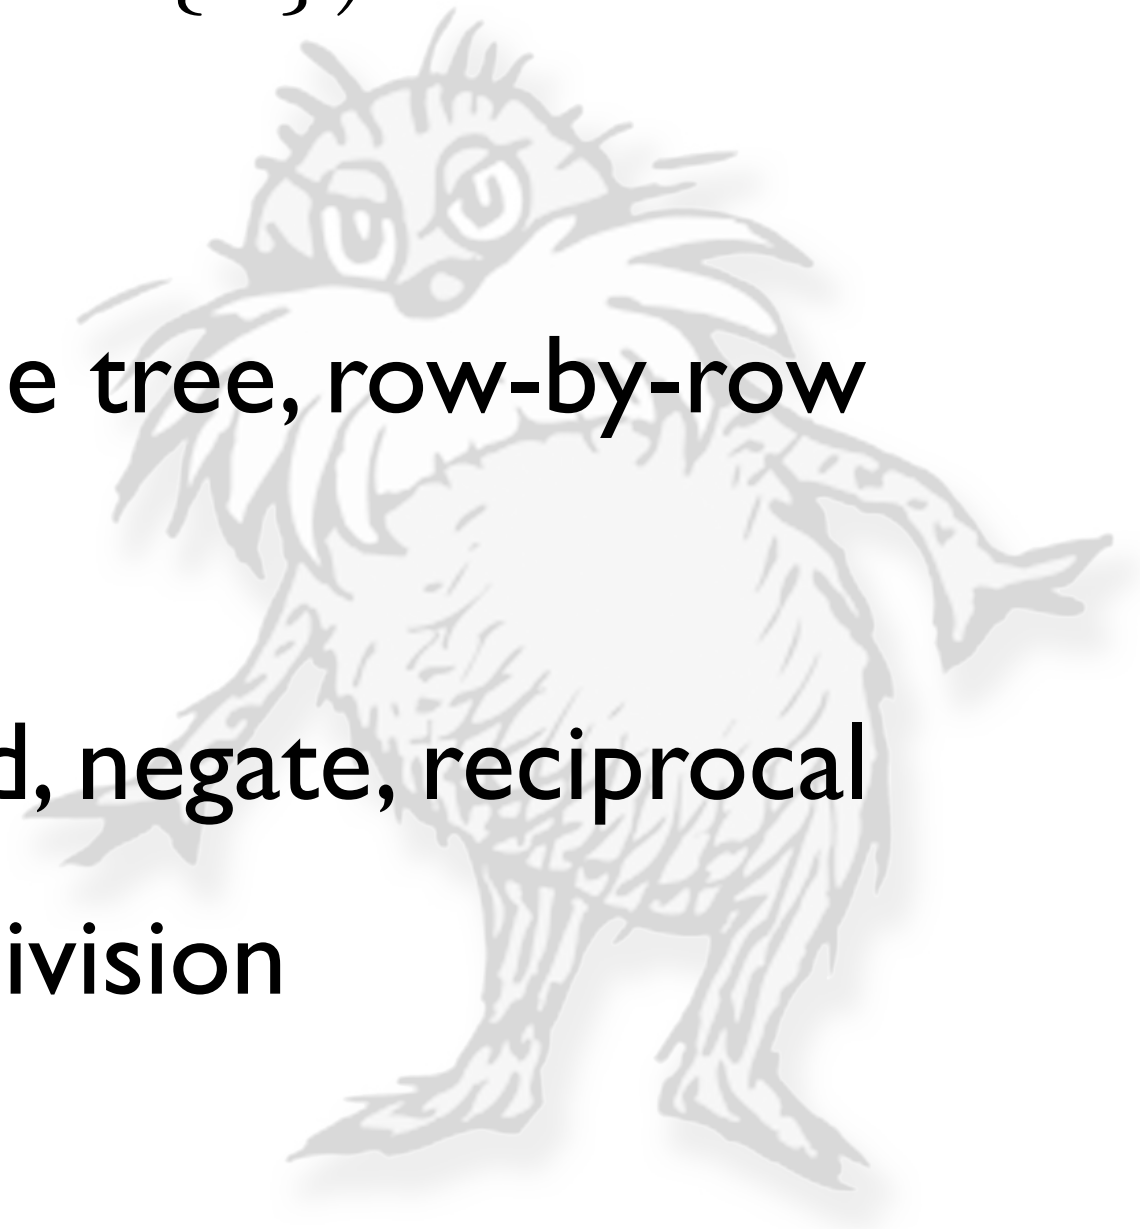 e tree, row-by-row
d, negate, reciprocal
ivision